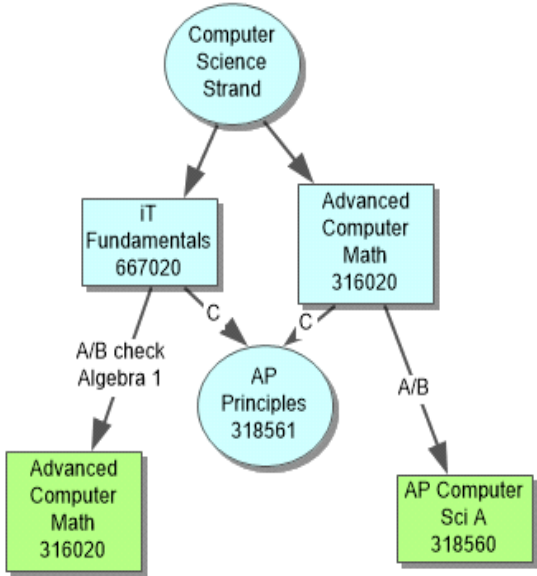 Computer
Science
Strand
iT
Fundamentals
667020
Advanced
Computer
Math
316020
C
C
A/B check
Algebra 1
AP
Principles
318561
A/B
Advanced
Computer
Math
316020
AP Computer
Sci A
318560